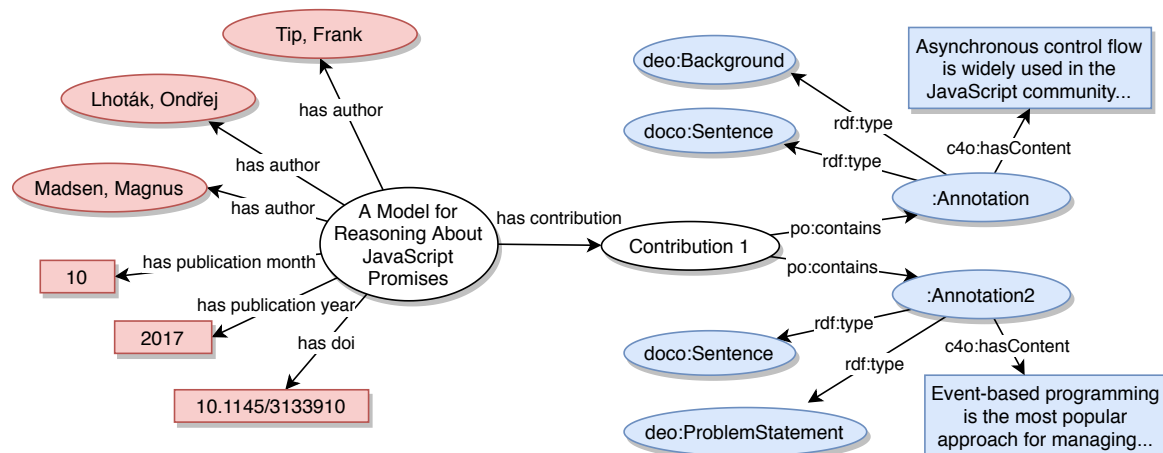 Tip, Frank
Lhoták, Ondřej
Madsen, Magnus
has author
has author
has author
A Model for
Reasoning About
JavaScript
Promises
has publication month
10
has publication year
2017
has doi
10.1145/3133910
has contribution
Contribution 1
po:contains
po:contains
:Annotation
rdf:type
deo:Background
rdf:type
doco:Sentence
c4o:hasContent
Asynchronous control flow
is widely used in the
JavaScript community...
:Annotation2
rdf:type
doco:Sentence
rdf:type
deo:ProblemStatement
c4o:hasContent
Event-based programming
is the most popular
approach for managing...